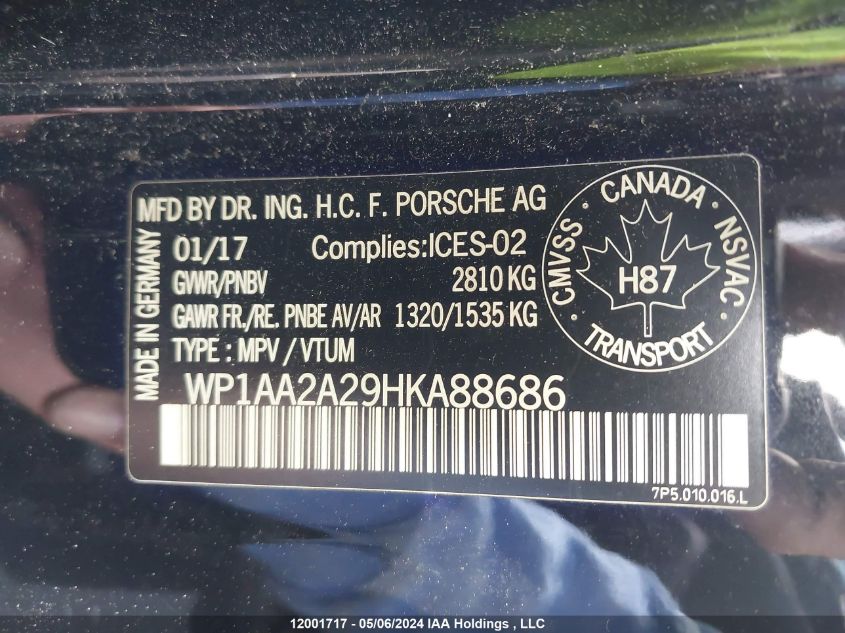 MFD BY DR. ING. H.C. F. PORSCHE AG
01/17 Complies:ICES-02
GWR/PNBV 2810 KG
GAWR FR./RE. PNBE AV/AR 1320/1535 KG
TYPE : MPV / VTUM
WP1AA2A29HKA88686
MADE IN GERMANY
CMVSS · CANADA · NSVAC ·
H87
TRANSPORT
7P5.010.016.L
12001717 - 05/06/2024 IAA Holdings , LLC